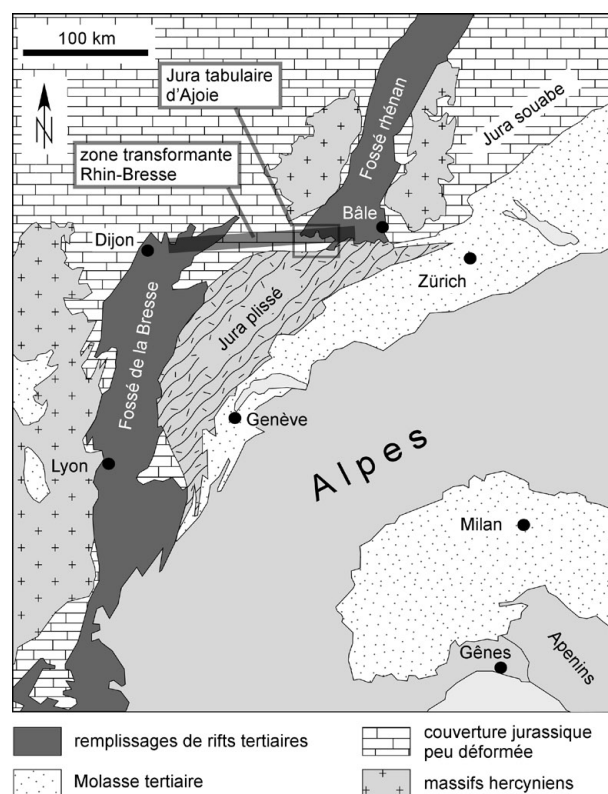 100 km
N
Jura tabulaire
d'Ajoie
zone transformante
Rhin-Bresse
Fossé rhénan
Jura souabe
Bâle
Dijon
Zürich
Jura plissé
Fossé de la Bresse
Genève
Lyon
Alpes
Milan
Gênes
Apenins
remplissages de rifts tertiaires
couverture jurassique
peu déformée
Molasse tertiaire
massifs hercyniens